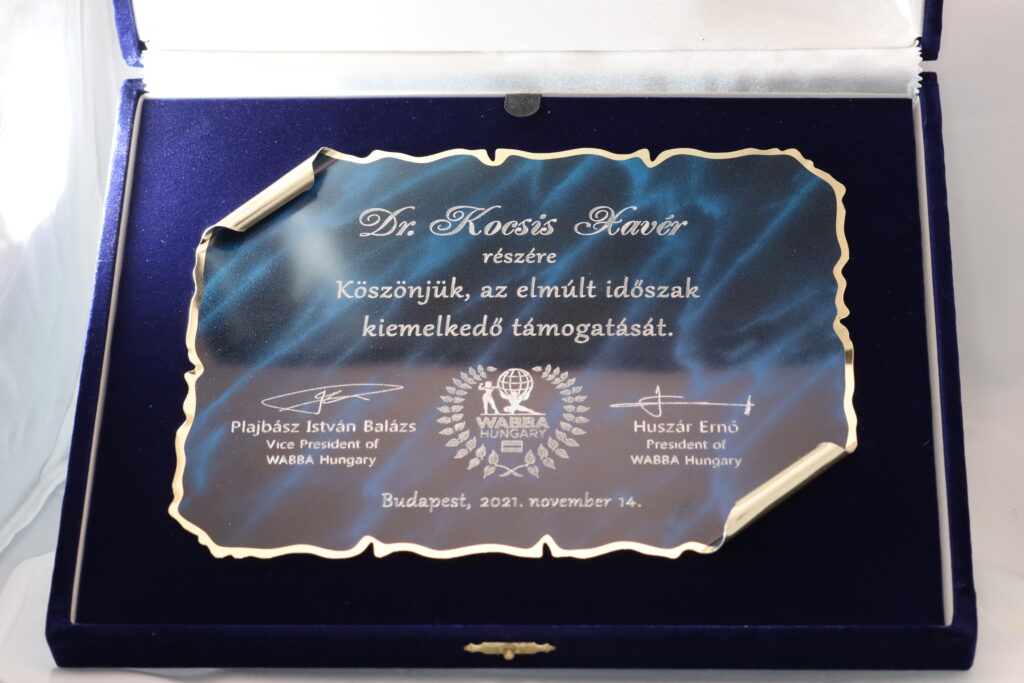 Dr. Kocsis Xavér
részére
Köszönjük, az elmúlt időszak
kiemelkedő támogatását.
WABBA
HUNGARY
Plajbász István Balázs
Vice President of
WABBA Hungary
Huszár Ernő
President of
WABBA Hungary
Budapest, 2021. november 14.